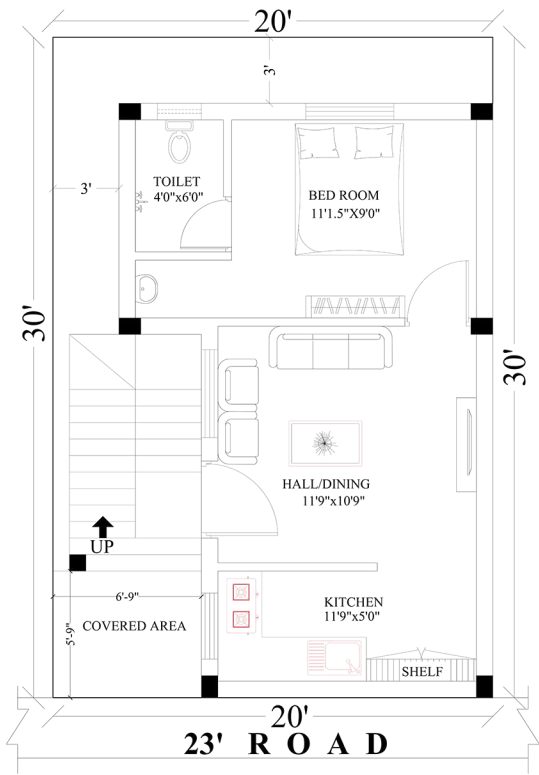 20'
3'
TOILET
4'0"x6'0"
BED ROOM
11'1.5"X9'0"
3'
30'
30'
HALL/DINING
11'9"x10'9"
UP
6'-9"
KITCHEN
11'9"x5'0"
COVERED AREA
5'-9"
SHELF
20'
23' ROAD